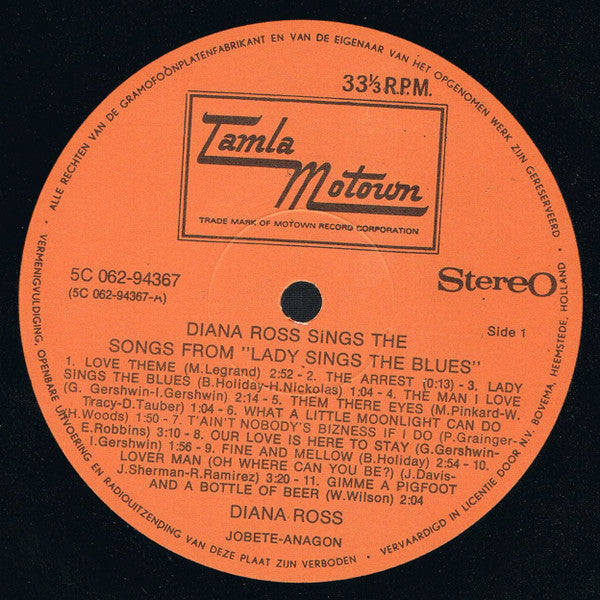 ALLE RECHTEN VAN DE GRAMOFOONPLATENFABRIKANT EN VAN DE EIGENAAR VAN HET OPGENOMEN WERK ZIJN GERESERVEERD •
33⅓ R.P.M.
Tamla
Motown
TRADE MARK OF MOTOWN RECORD CORPORATION
5C 062-94367
(5C 062-94367-A)
Stereo
Side 1
DIANA ROSS SINGS THE
SONGS FROM "LADY SINGS THE BLUES"
1. LOVE THEME (M.Legrand) 2:52 - 2. THE ARREST (0:13) - 3. LADY
SINGS THE BLUES (B.Holiday-H.Nickolas) 1:04 - 4. THE MAN I LOVE
(G. Gershwin-I.Gershwin) 2:14 - 5. THEM THERE EYES (M.Pinkard-W.
Tracy-D.Tauber) 1:04 - 6. WHAT A LITTLE MOONLIGHT CAN DO
(H.Woods) 1:50 - 7. T'AIN'T NOBODY'S BIZNESS IF I DO (P.Grainger-
E.Robbins) 3:10 - 8. OUR LOVE IS HERE TO STAY (G.Gershwin-
I.Gershwin) 1:56 - 9. FINE AND MELLOW (B.Holiday) 2:54 - 10.
LOVER MAN (OH WHERE CAN YOU BE?) (J.Davis-
J.Sherman-R.Ramirez) 3:20 - 11. GIMME A PIGFOOT
AND A BOTTLE OF BEER (W.Wilson) 2:04
DIANA ROSS
JOBETE-ANAGON
• VERMENIGVULDIGING, OPENBARE UITVOERING EN RADIOUITZENDING VAN DEZE PLAAT ZIJN VERBODEN •
VERVAARDIGD IN LICENTIE DOOR N.V. BOVEMA, HEEMSTEDE, HOLLAND